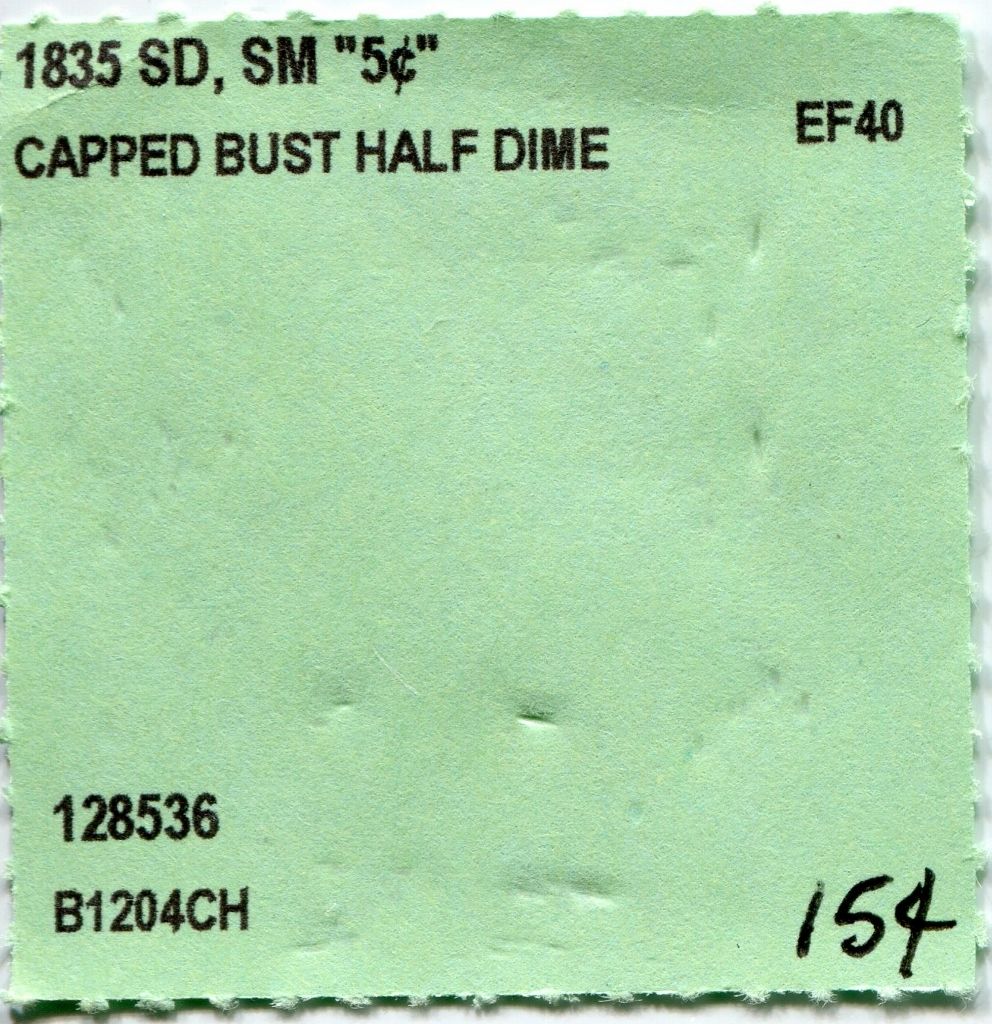 1835 SD, SM "5¢"
EF40
CAPPED BUST HALF DIME
128536
B1204CH
15¢